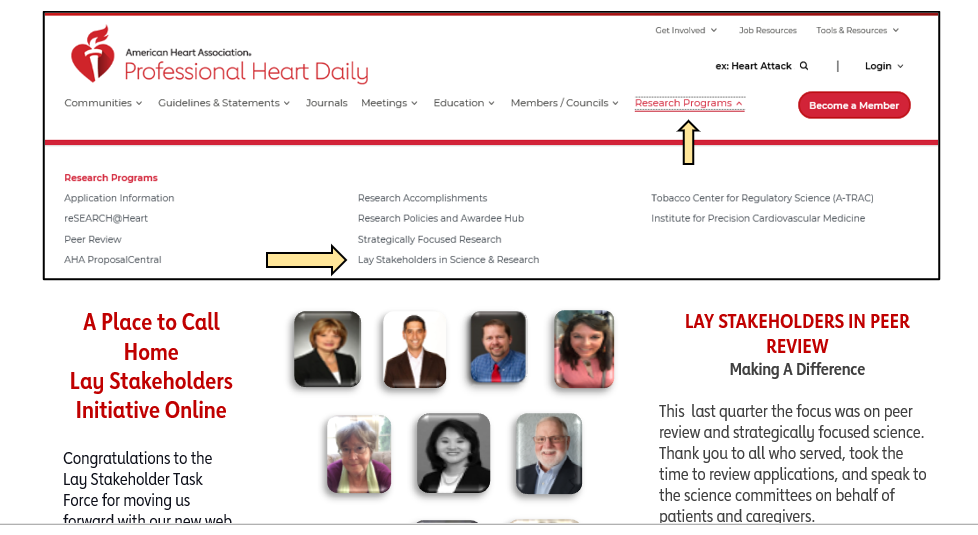 Get Involved
Job Resources
Tools & Resources
American Heart Association.
Professional Heart Daily
ex: Heart Attack
|
Login
Communities
Guidelines & Statements
Journals
Meetings
Education
Members / Councils
Research Programs
Become a Member
Research Programs
Application Information
reSEARCH@Heart
Peer Review
AHA ProposalCentral
Research Accomplishments
Research Policies and Awardee Hub
Strategically Focused Research
Lay Stakeholders in Science & Research
Tobacco Center for Regulatory Science (A-TRAC)
Institute for Precision Cardiovascular Medicine
A Place to Call
Home
Lay Stakeholders
Initiative Online
Congratulations to the
Lay Stakeholder Task
Force for moving us
forward with our new web
LAY STAKEHOLDERS IN PEER
REVIEW
Making A Difference
This last quarter the focus was on peer
review and strategically focused science.
Thank you to all who served, took the
time to review applications, and speak to
the science committees on behalf of
patients and caregivers.